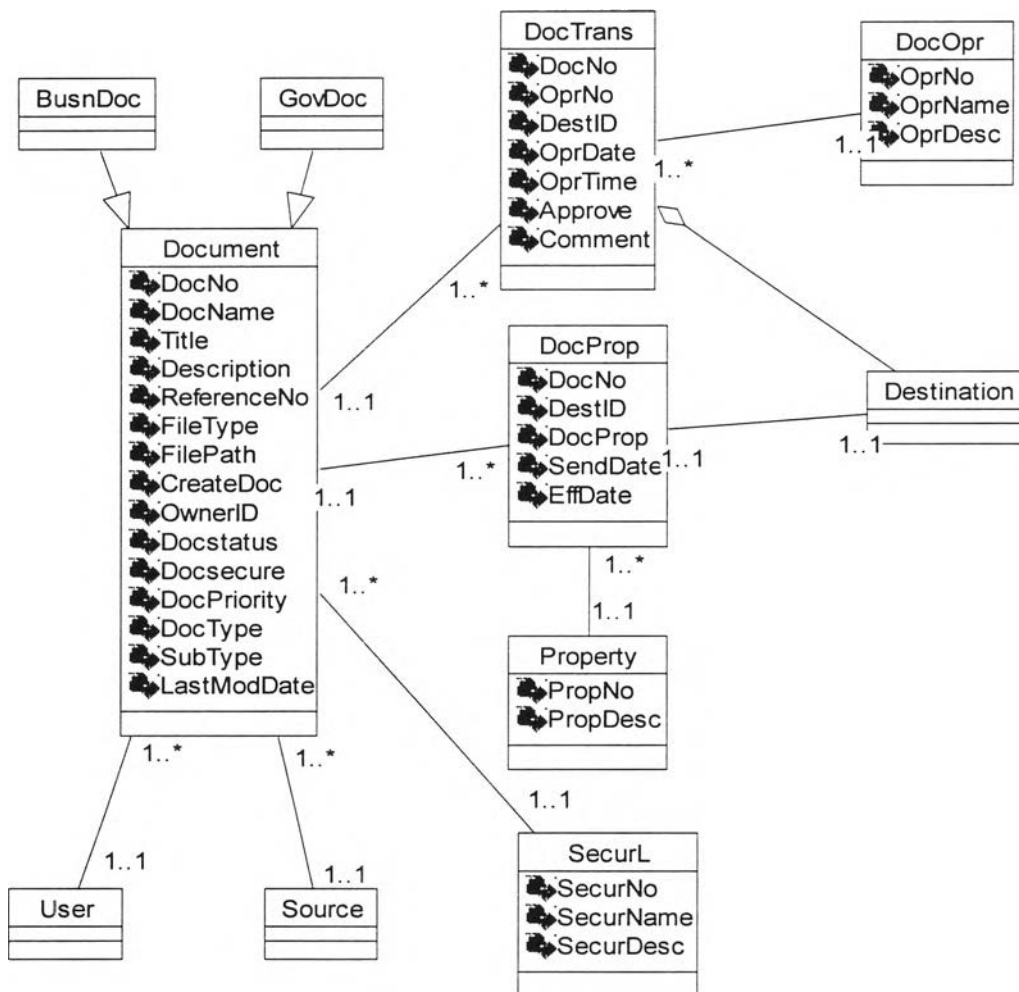 DocTrans
DocNo
OprNo
DestID
OprDate
OprTime
Approve
Comment
DocOpr
OprNo
OprName
OprDesc
BusnDoc
GovDoc
1..1
1..*
Document
DocNo
DocName
Title
Description
ReferenceNo
FileType
FilePath
CreateDoc
OwnerID
Docstatus
Docsecure
DocPriority
DocType
SubType
LastModDate
1..*
1..1
DocProp
DocNo
DestID
DocProp
SendDate
EffDate
Destination
1..*
1..1
1..1
1..1
1..*
1..*
1..1
Property
PropNo
PropDesc
1..*
1..*
1..1
SecurL
SecurNo
SecurName
SecurDesc
1..1
1..1
User
Source